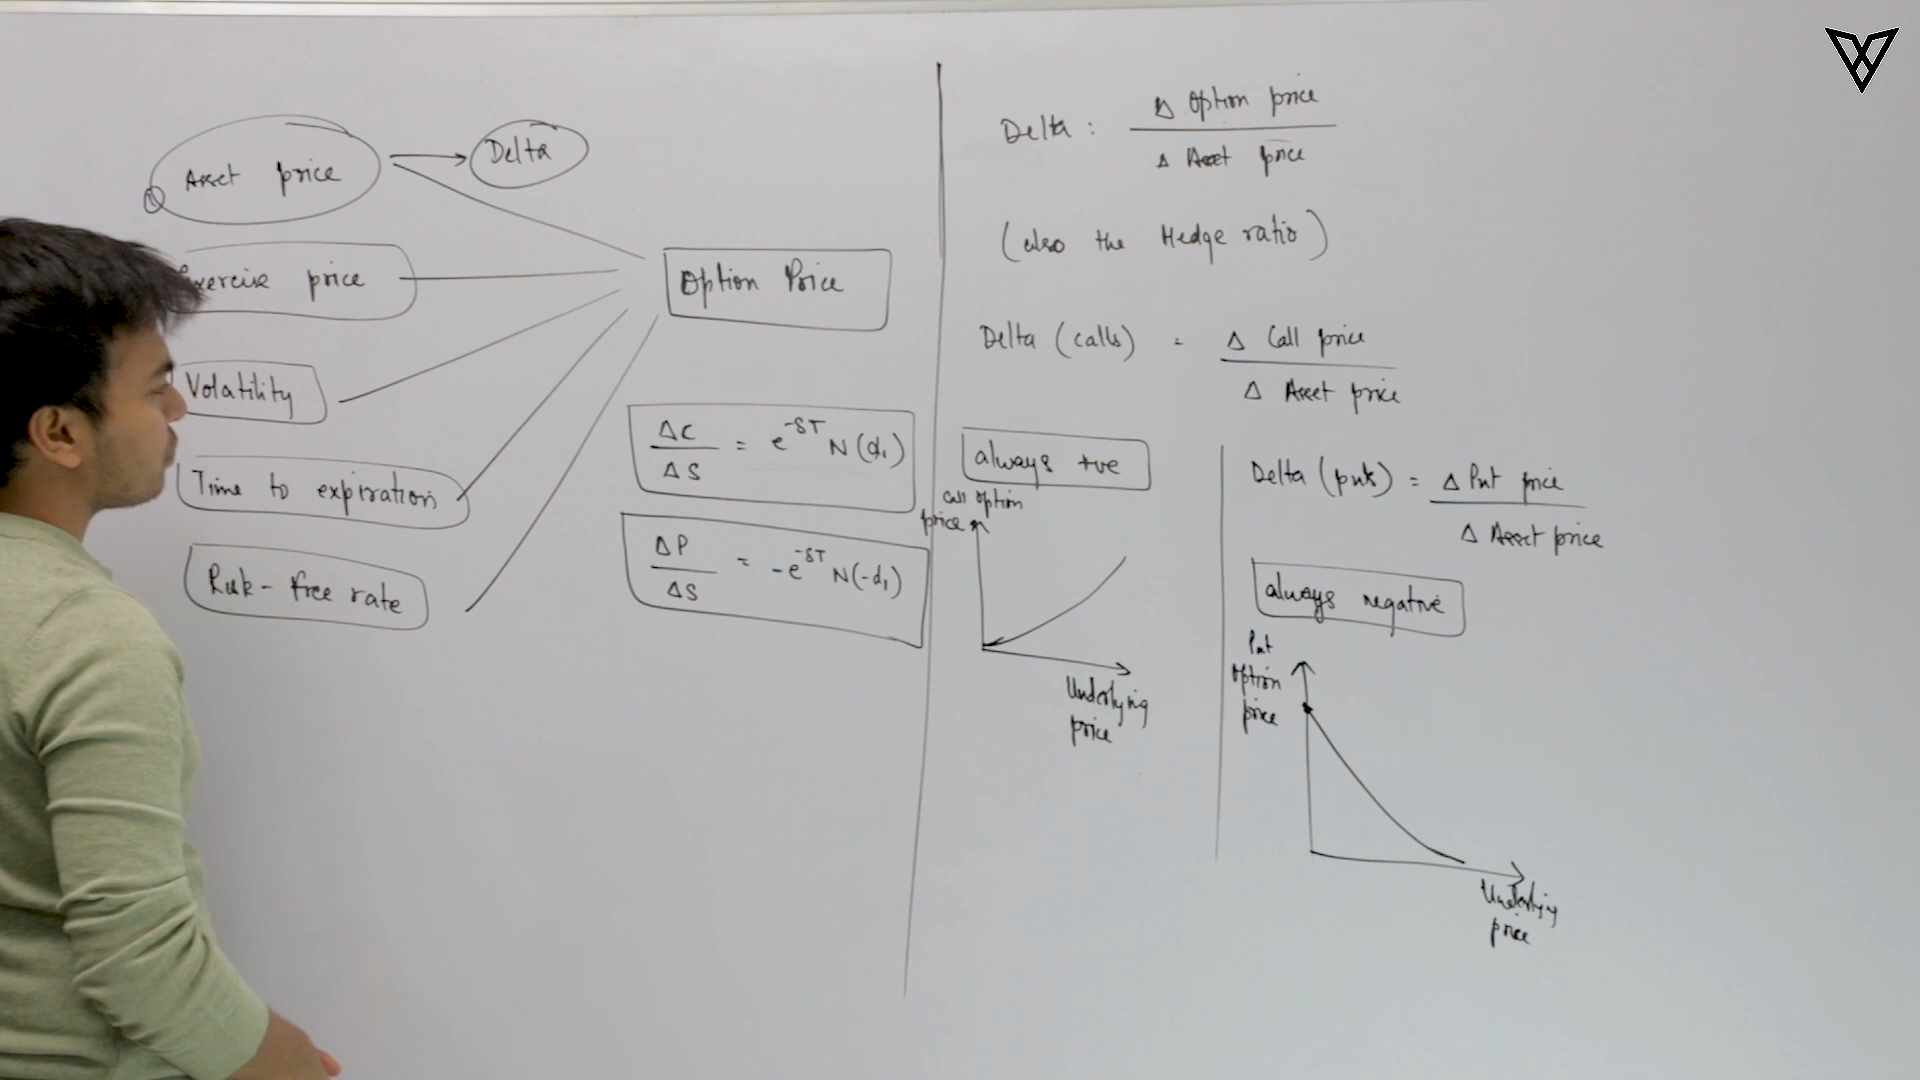 Asset price
Delta
①
Exercise price
Volatility
Time to expiration
Risk-free rate
Option Price
ΔC / ΔS = e^-δT N(d₁)
ΔP / ΔS = -e^-δT N(-d₁)
Delta : Δ Option price / Δ Asset price
(also the Hedge ratio)
Delta (calls) = Δ Call price / Δ Asset price
always +ve
Call option
price
Underlying
price
Delta (puts) = Δ Put price / Δ Asset price
always negative
Put
option
price
Underlying
price